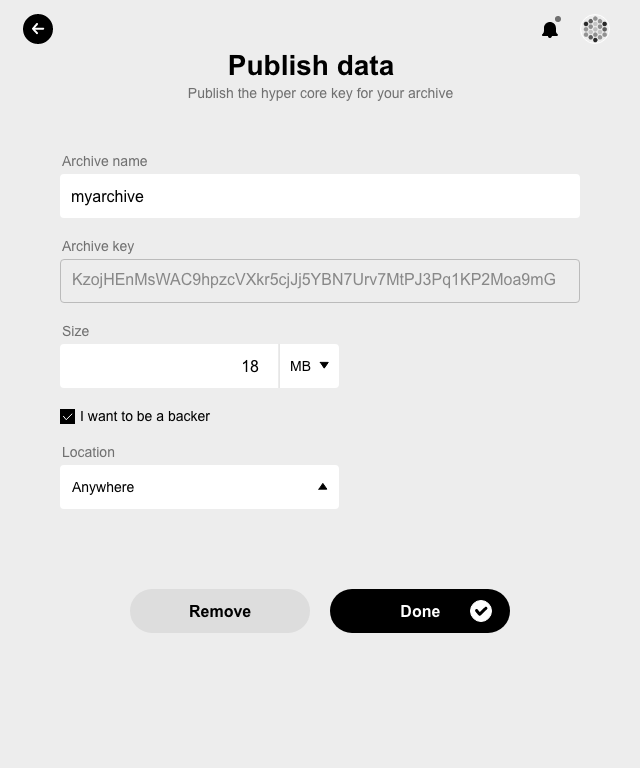 Publish data
Publish the hyper core key for your archive
Archive name
myarchive
Archive key
KzojHEnMsWAC9hpzcVXkr5cjJj5YBN7Urv7MtPJ3Pq1KP2Moa9mG
Size
18 MB
I want to be a backer
Location
Anywhere
Remove Done